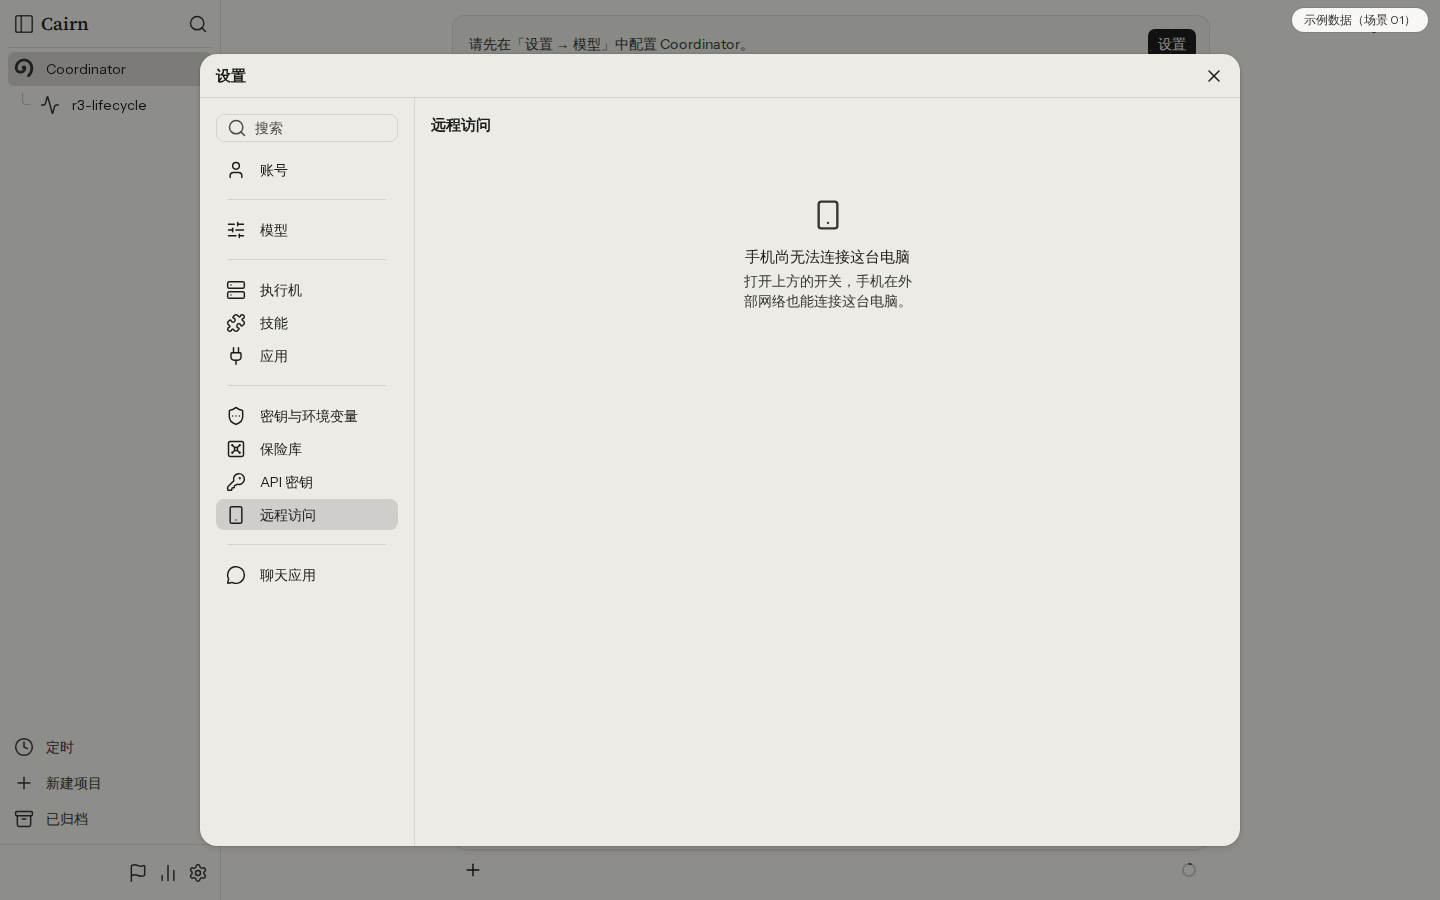 Cairn
Coordinator
r3-lifecycle
定时
新建项目
已归档
请先在「设置 → 模型」中配置 Coordinator。
设置
示例数据（场景 01）
设置
搜索
账号
模型
执行机
技能
应用
密钥与环境变量
保险库
API 密钥
远程访问
聊天应用
远程访问
手机尚无法连接这台电脑
打开上方的开关，手机在外
部网络也能连接这台电脑。